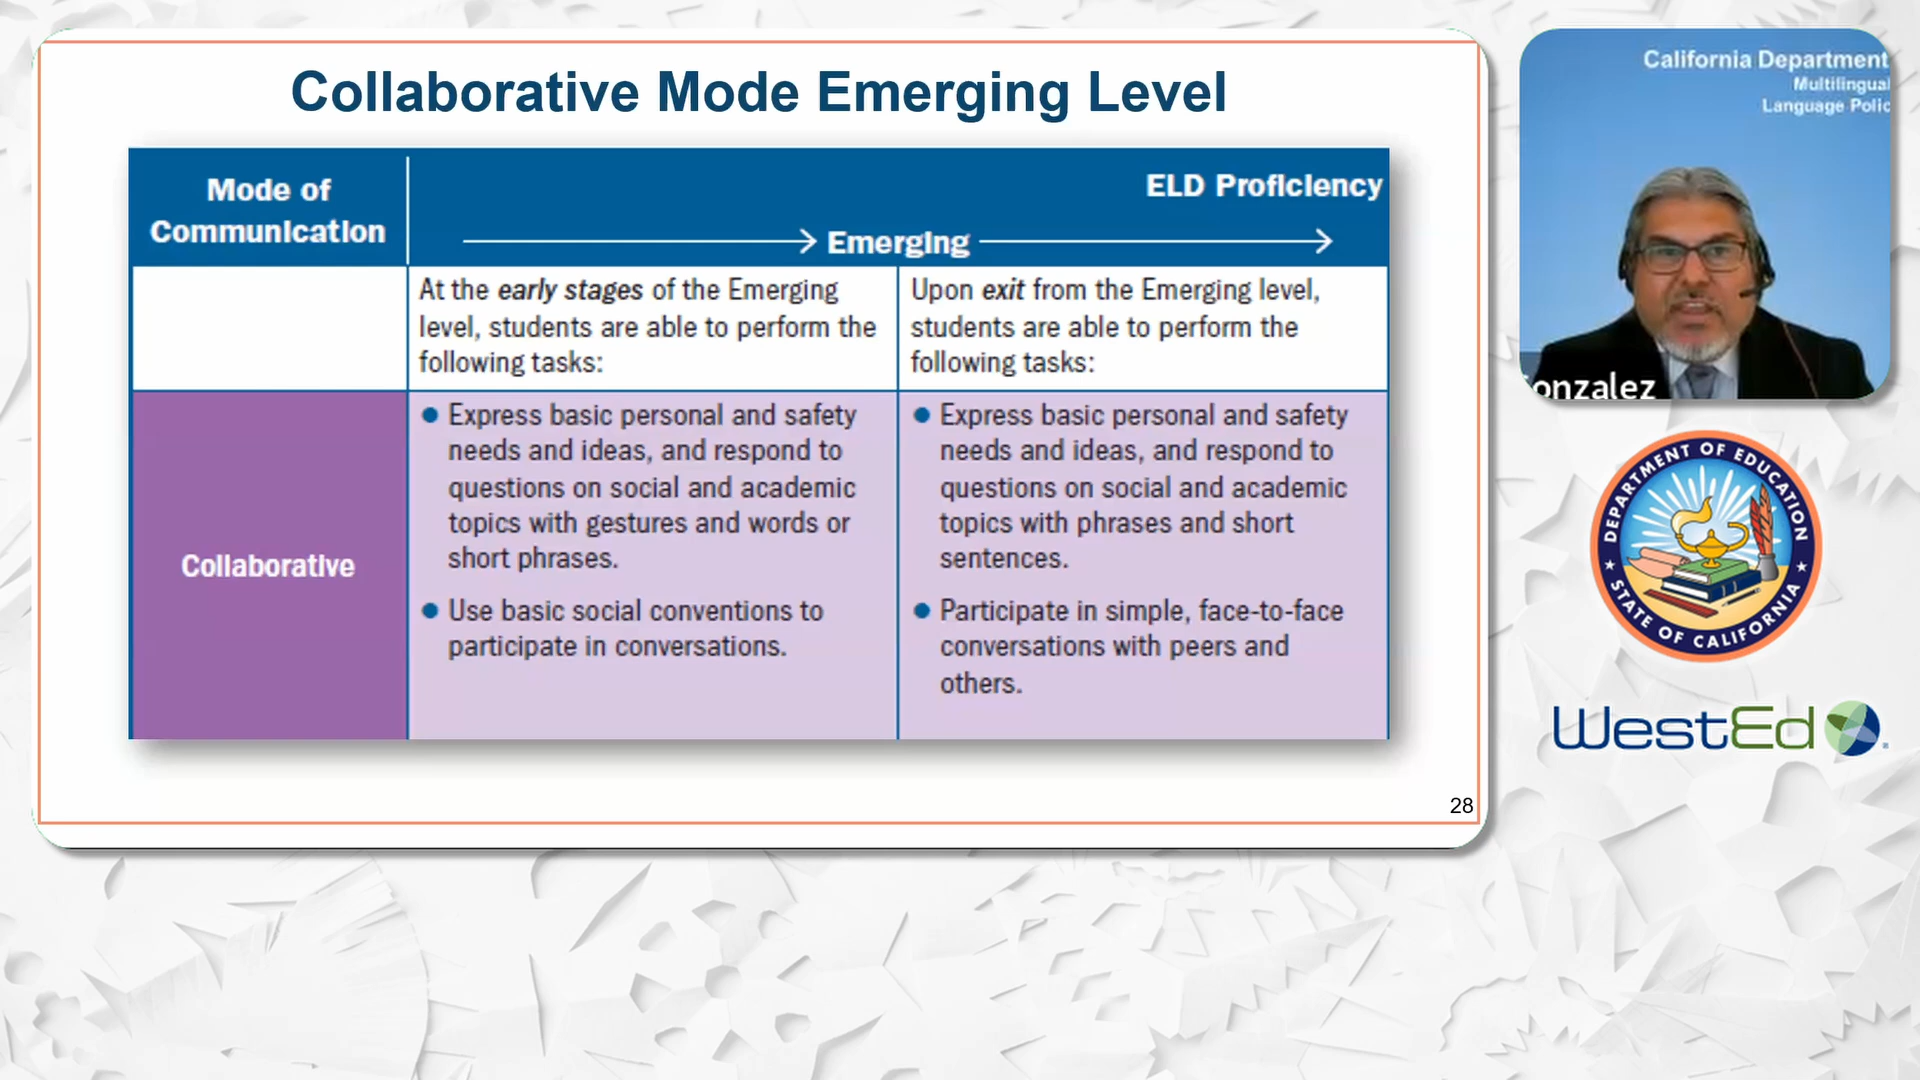 Collaborative Mode Emerging Level
Mode of
Communication
ELD Proficiency
Emerging
At the early stages of the Emerging
level, students are able to perform the
following tasks:
Upon exit from the Emerging level,
students are able to perform the
following tasks:
Collaborative
Express basic personal and safety
needs and ideas, and respond to
questions on social and academic
topics with gestures and words or
short phrases.
Use basic social conventions to
participate in conversations.
Express basic personal and safety
needs and ideas, and respond to
questions on social and academic
topics with phrases and short
sentences.
Participate in simple, face-to-face
conversations with peers and
others.
28
California Department
Multilingual
Language Polic
onzalez
DEPARTMENT OF EDUCATION
STATE OF CALIFORNIA
WestEd